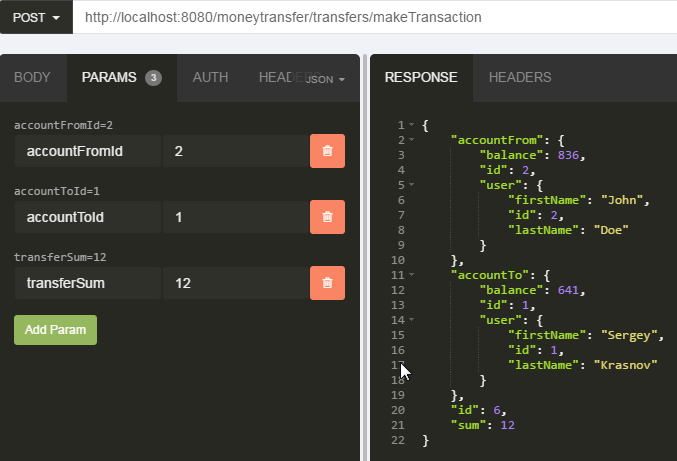 POST http://localhost:8080/moneytransfer/transfers/makeTransaction
BODY PARAMS 3 AUTH HEADE JSON
accountFromId=2
accountFromId 2
accountToId=1
accountToId 1
transferSum=12
transferSum 12
Add Param
RESPONSE HEADERS
1 {
2 "accountFrom": {
3 "balance": 836,
4 "id": 2,
5 "user": {
6 "firstName": "John",
7 "id": 2,
8 "lastName": "Doe"
9 }
10 },
11 "accountTo": {
12 "balance": 641,
13 "id": 1,
14 "user": {
15 "firstName": "Sergey",
16 "id": 1,
17 "lastName": "Krasnov"
18 }
19 },
20 "id": 6,
21 "sum": 12
22 }